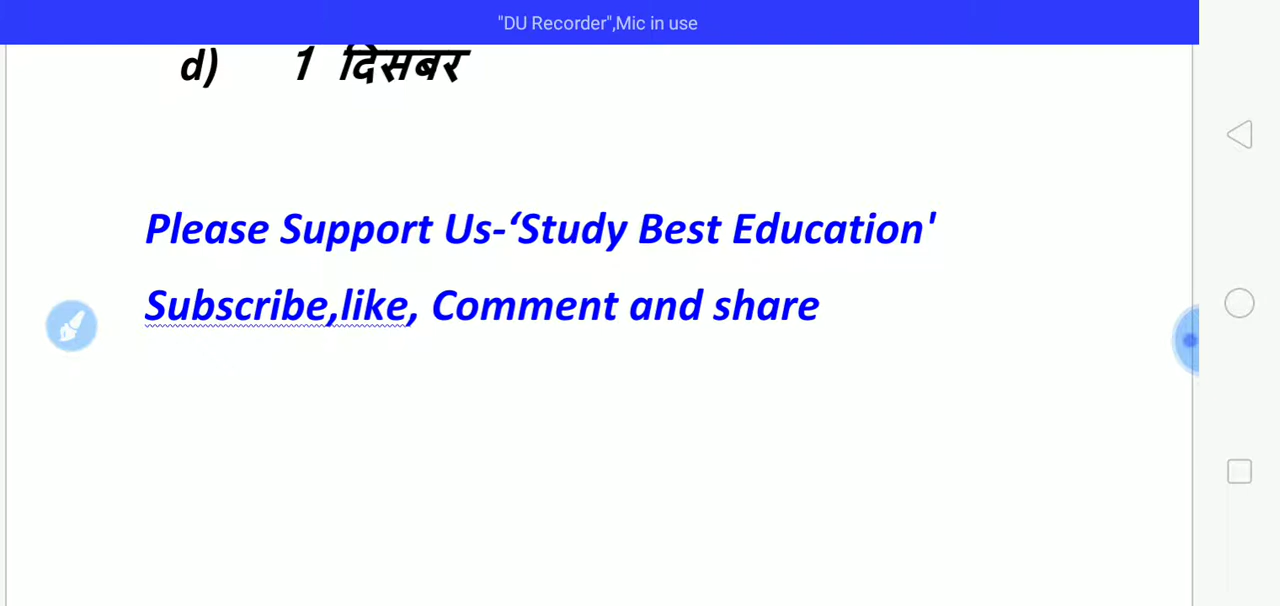 "DU Recorder",Mic in use
d) 1 दिसबर
Please Support Us-‘Study Best Education'
Subscribe,like, Comment and share